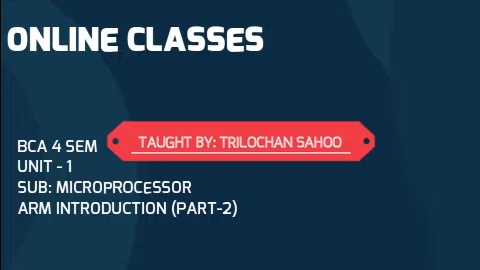 ONLINE CLASSES
TAUGHT BY: TRILOCHAN SAHOO
BCA 4 SEM
UNIT - 1
SUB: MICROPROCESSOR
ARM INTRODUCTION (PART-2)